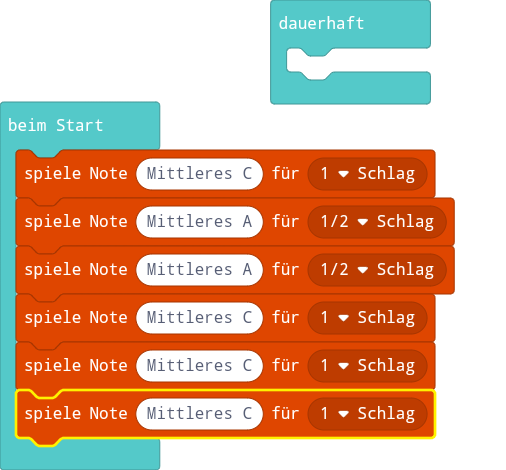 dauerhaft
beim Start
spiele Note Mittleres C für 1 Schlag
spiele Note Mittleres A für 1/2 Schlag
spiele Note Mittleres A für 1/2 Schlag
spiele Note Mittleres C für 1 Schlag
spiele Note Mittleres C für 1 Schlag
spiele Note Mittleres C für 1 Schlag